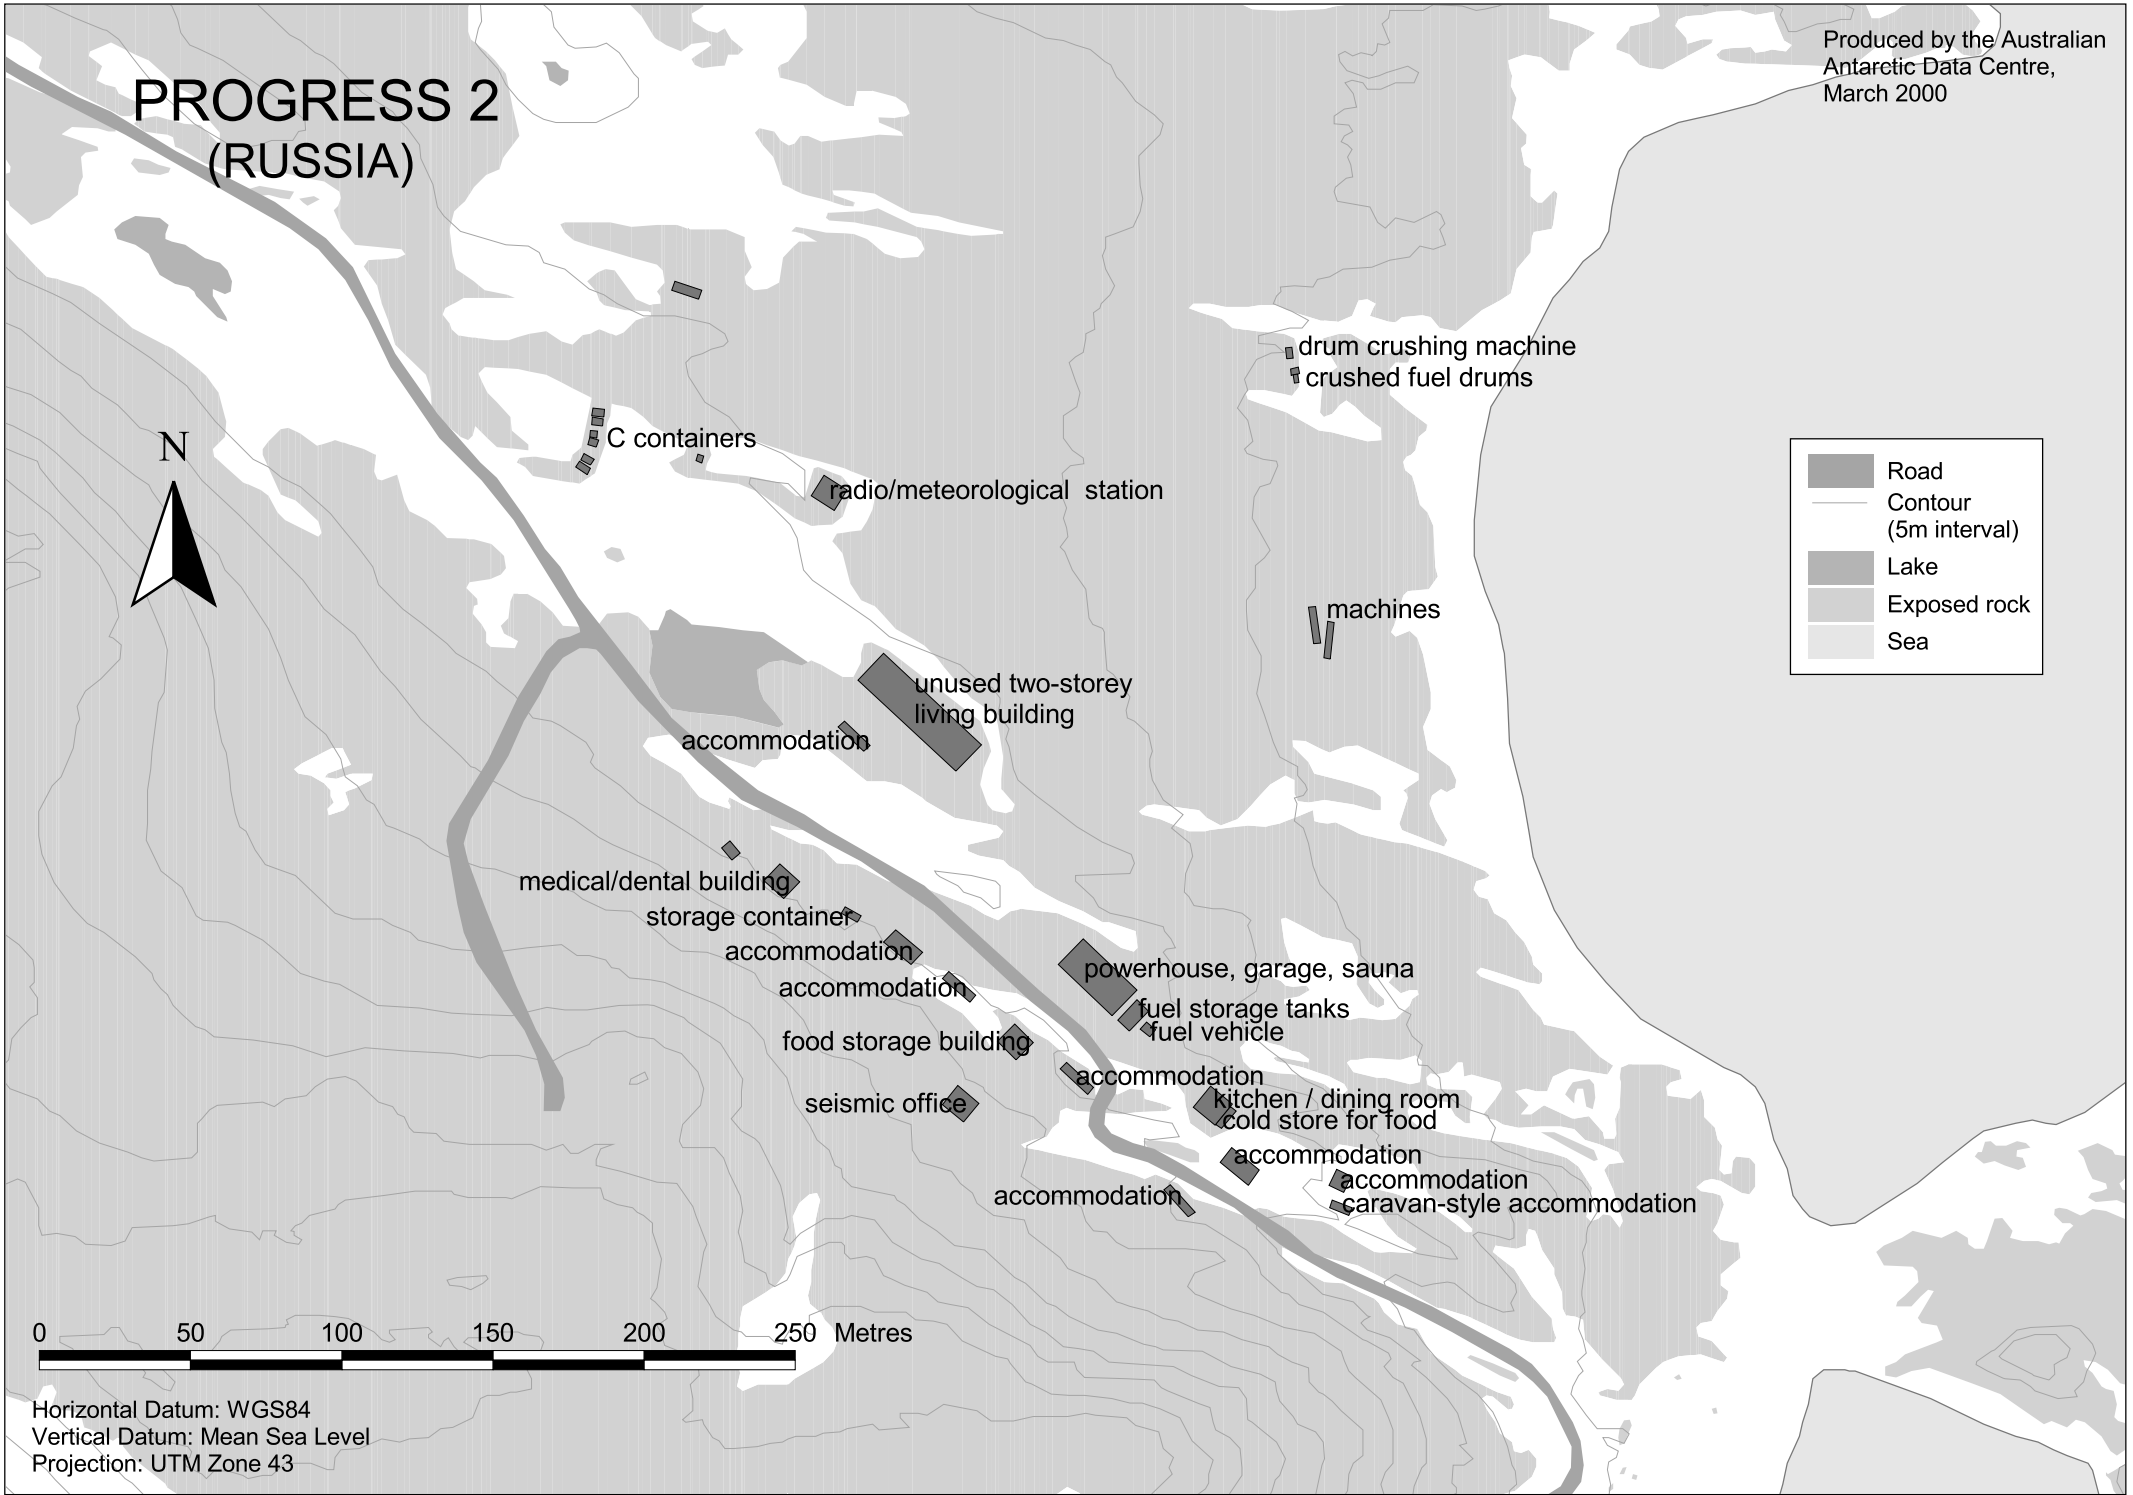 PROGRESS 2
(RUSSIA)
Produced by the Australian
Antarctic Data Centre,
March 2000
N
drum crushing machine
crushed fuel drums
C containers
radio/meteorological station
Road
Contour
(5m interval)
Lake
Exposed rock
Sea
machines
unused two-storey
living building
accommodation
medical/dental building
storage container
accommodation
powerhouse, garage, sauna
accommodation
fuel storage tanks
fuel vehicle
food storage building
accommodation
seismic office
kitchen / dining room
cold store for food
accommodation
accommodation
accommodation
caravan-style accommodation
0 50 100 150 200 250 Metres
Horizontal Datum: WGS84
Vertical Datum: Mean Sea Level
Projection: UTM Zone 43